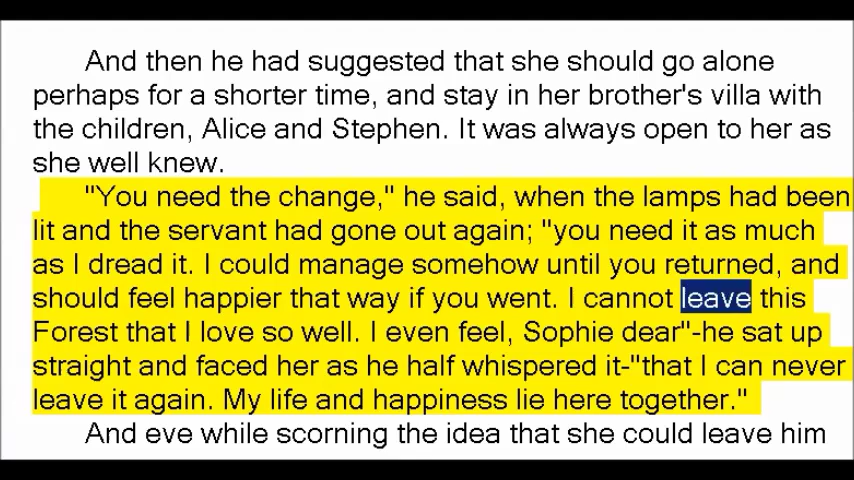 And then he had suggested that she should go alone
perhaps for a shorter time, and stay in her brother's villa with
the children, Alice and Stephen. It was always open to her as
she well knew.
"You need the change," he said, when the lamps had been
lit and the servant had gone out again; "you need it as much
as I dread it. I could manage somehow until you returned, and
should feel happier that way if you went. I cannot leave this
Forest that I love so well. I even feel, Sophie dear"-he sat up
straight and faced her as he half whispered it-"that I can never
leave it again. My life and happiness lie here together."
And eve while scorning the idea that she could leave him